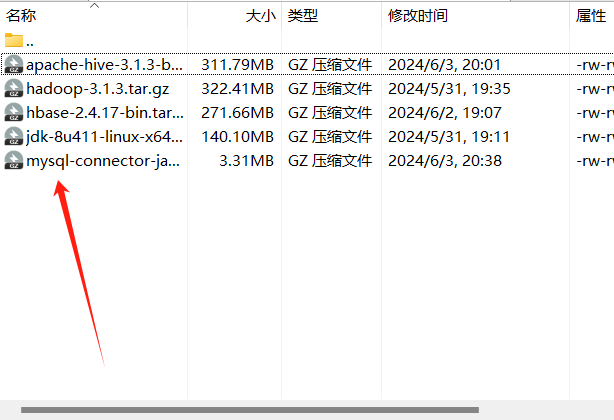 名称 大小 类型 修改时间 属性
..
apache-hive-3.1.3-b... 311.79MB GZ 压缩文件 2024/6/3, 20:01 -rw-r
hadoop-3.1.3.tar.gz 322.41MB GZ 压缩文件 2024/5/31, 19:35 -rw-r
hbase-2.4.17-bin.tar... 271.66MB GZ 压缩文件 2024/6/2, 19:07 -rw-r
jdk-8u411-linux-x64... 140.10MB GZ 压缩文件 2024/5/31, 19:11 -rw-r
mysql-connector-ja... 3.31MB GZ 压缩文件 2024/6/3, 20:38 -rw-r